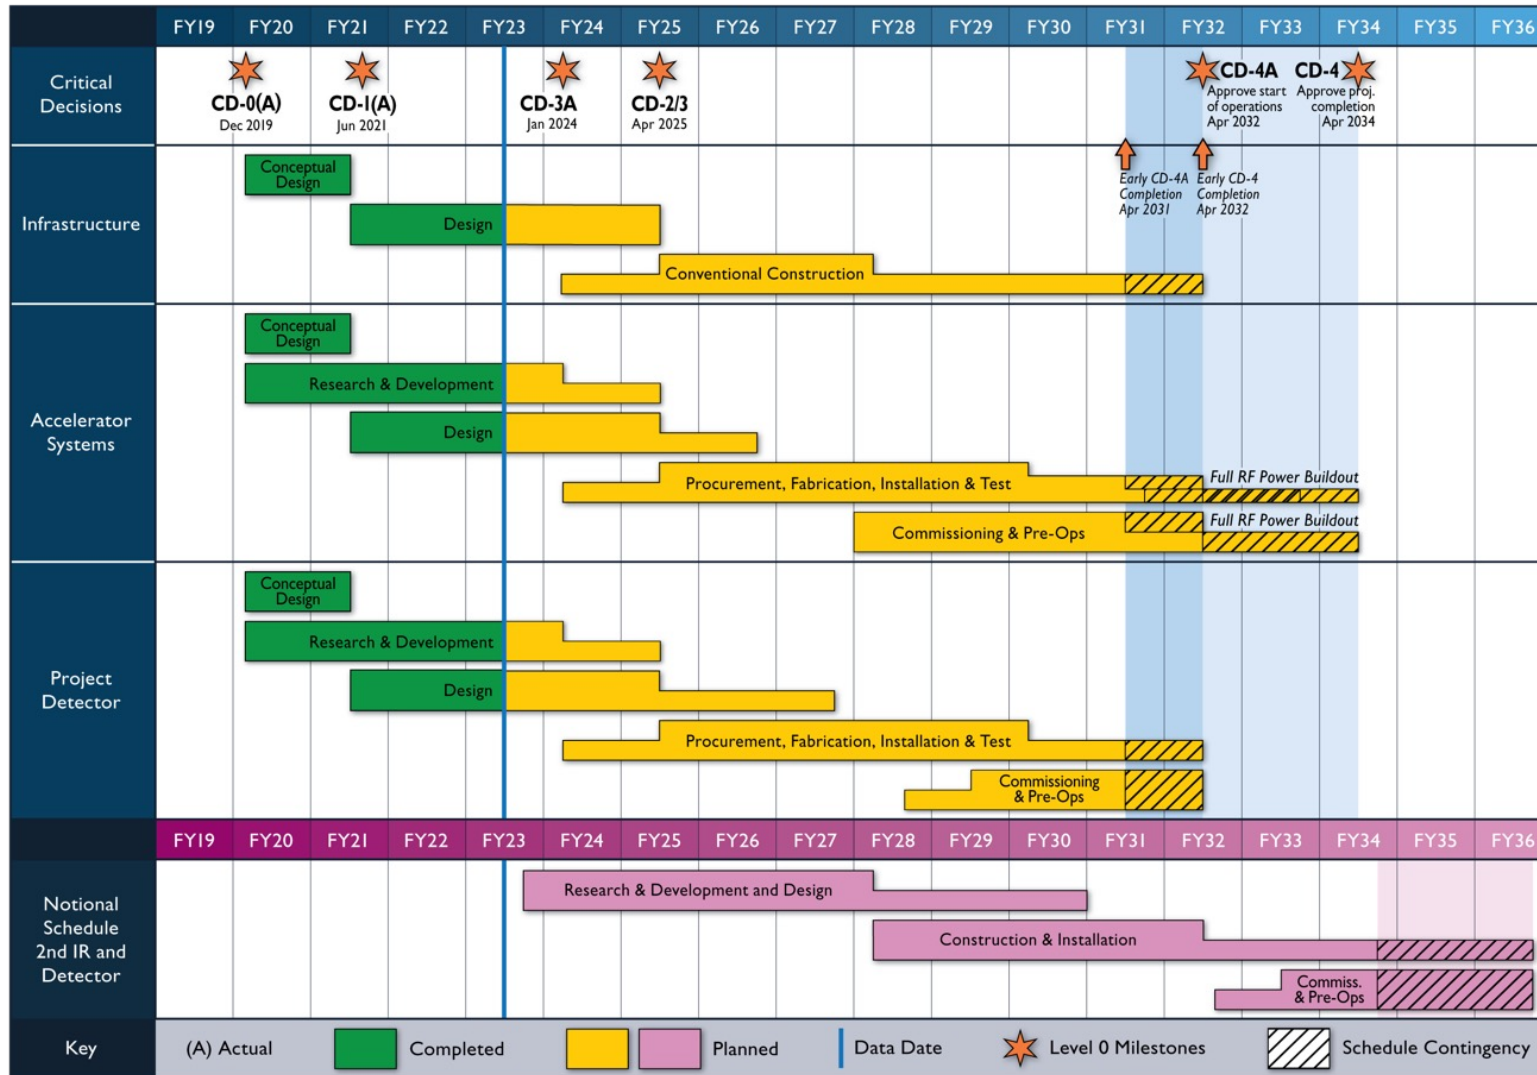 FY19 FY20 FY21 FY22 FY23 FY24 FY25 FY26 FY27 FY28 FY29 FY30 FY31 FY32 FY33 FY34 FY35 FY36
Critical
Decisions
CD-0(A)
Dec 2019
CD-1(A)
Jun 2021
CD-3A
Jan 2024
CD-2/3
Apr 2025
CD-4A
Approve start
of operations
Apr 2032
CD-4
Approve proj.
completion
Apr 2034
Infrastructure
Early CD-4A
Completion
Apr 2031
Early CD-4
Completion
Apr 2032
Conceptual
Design
Design
Conventional Construction
Accelerator
Systems
Conceptual
Design
Research & Development
Design
Procurement, Fabrication, Installation & Test
Full RF Power Buildout
Commissioning & Pre-Ops
Full RF Power Buildout
Project
Detector
Conceptual
Design
Research & Development
Design
Procurement, Fabrication, Installation & Test
Commissioning
& Pre-Ops
FY19 FY20 FY21 FY22 FY23 FY24 FY25 FY26 FY27 FY28 FY29 FY30 FY31 FY32 FY33 FY34 FY35 FY36
Notional
Schedule
2nd IR and
Detector
Research & Development and Design
Construction & Installation
Commiss.
& Pre-Ops
Key
(A) Actual
Completed
Planned
Data Date
Level 0 Milestones
Schedule Contingency